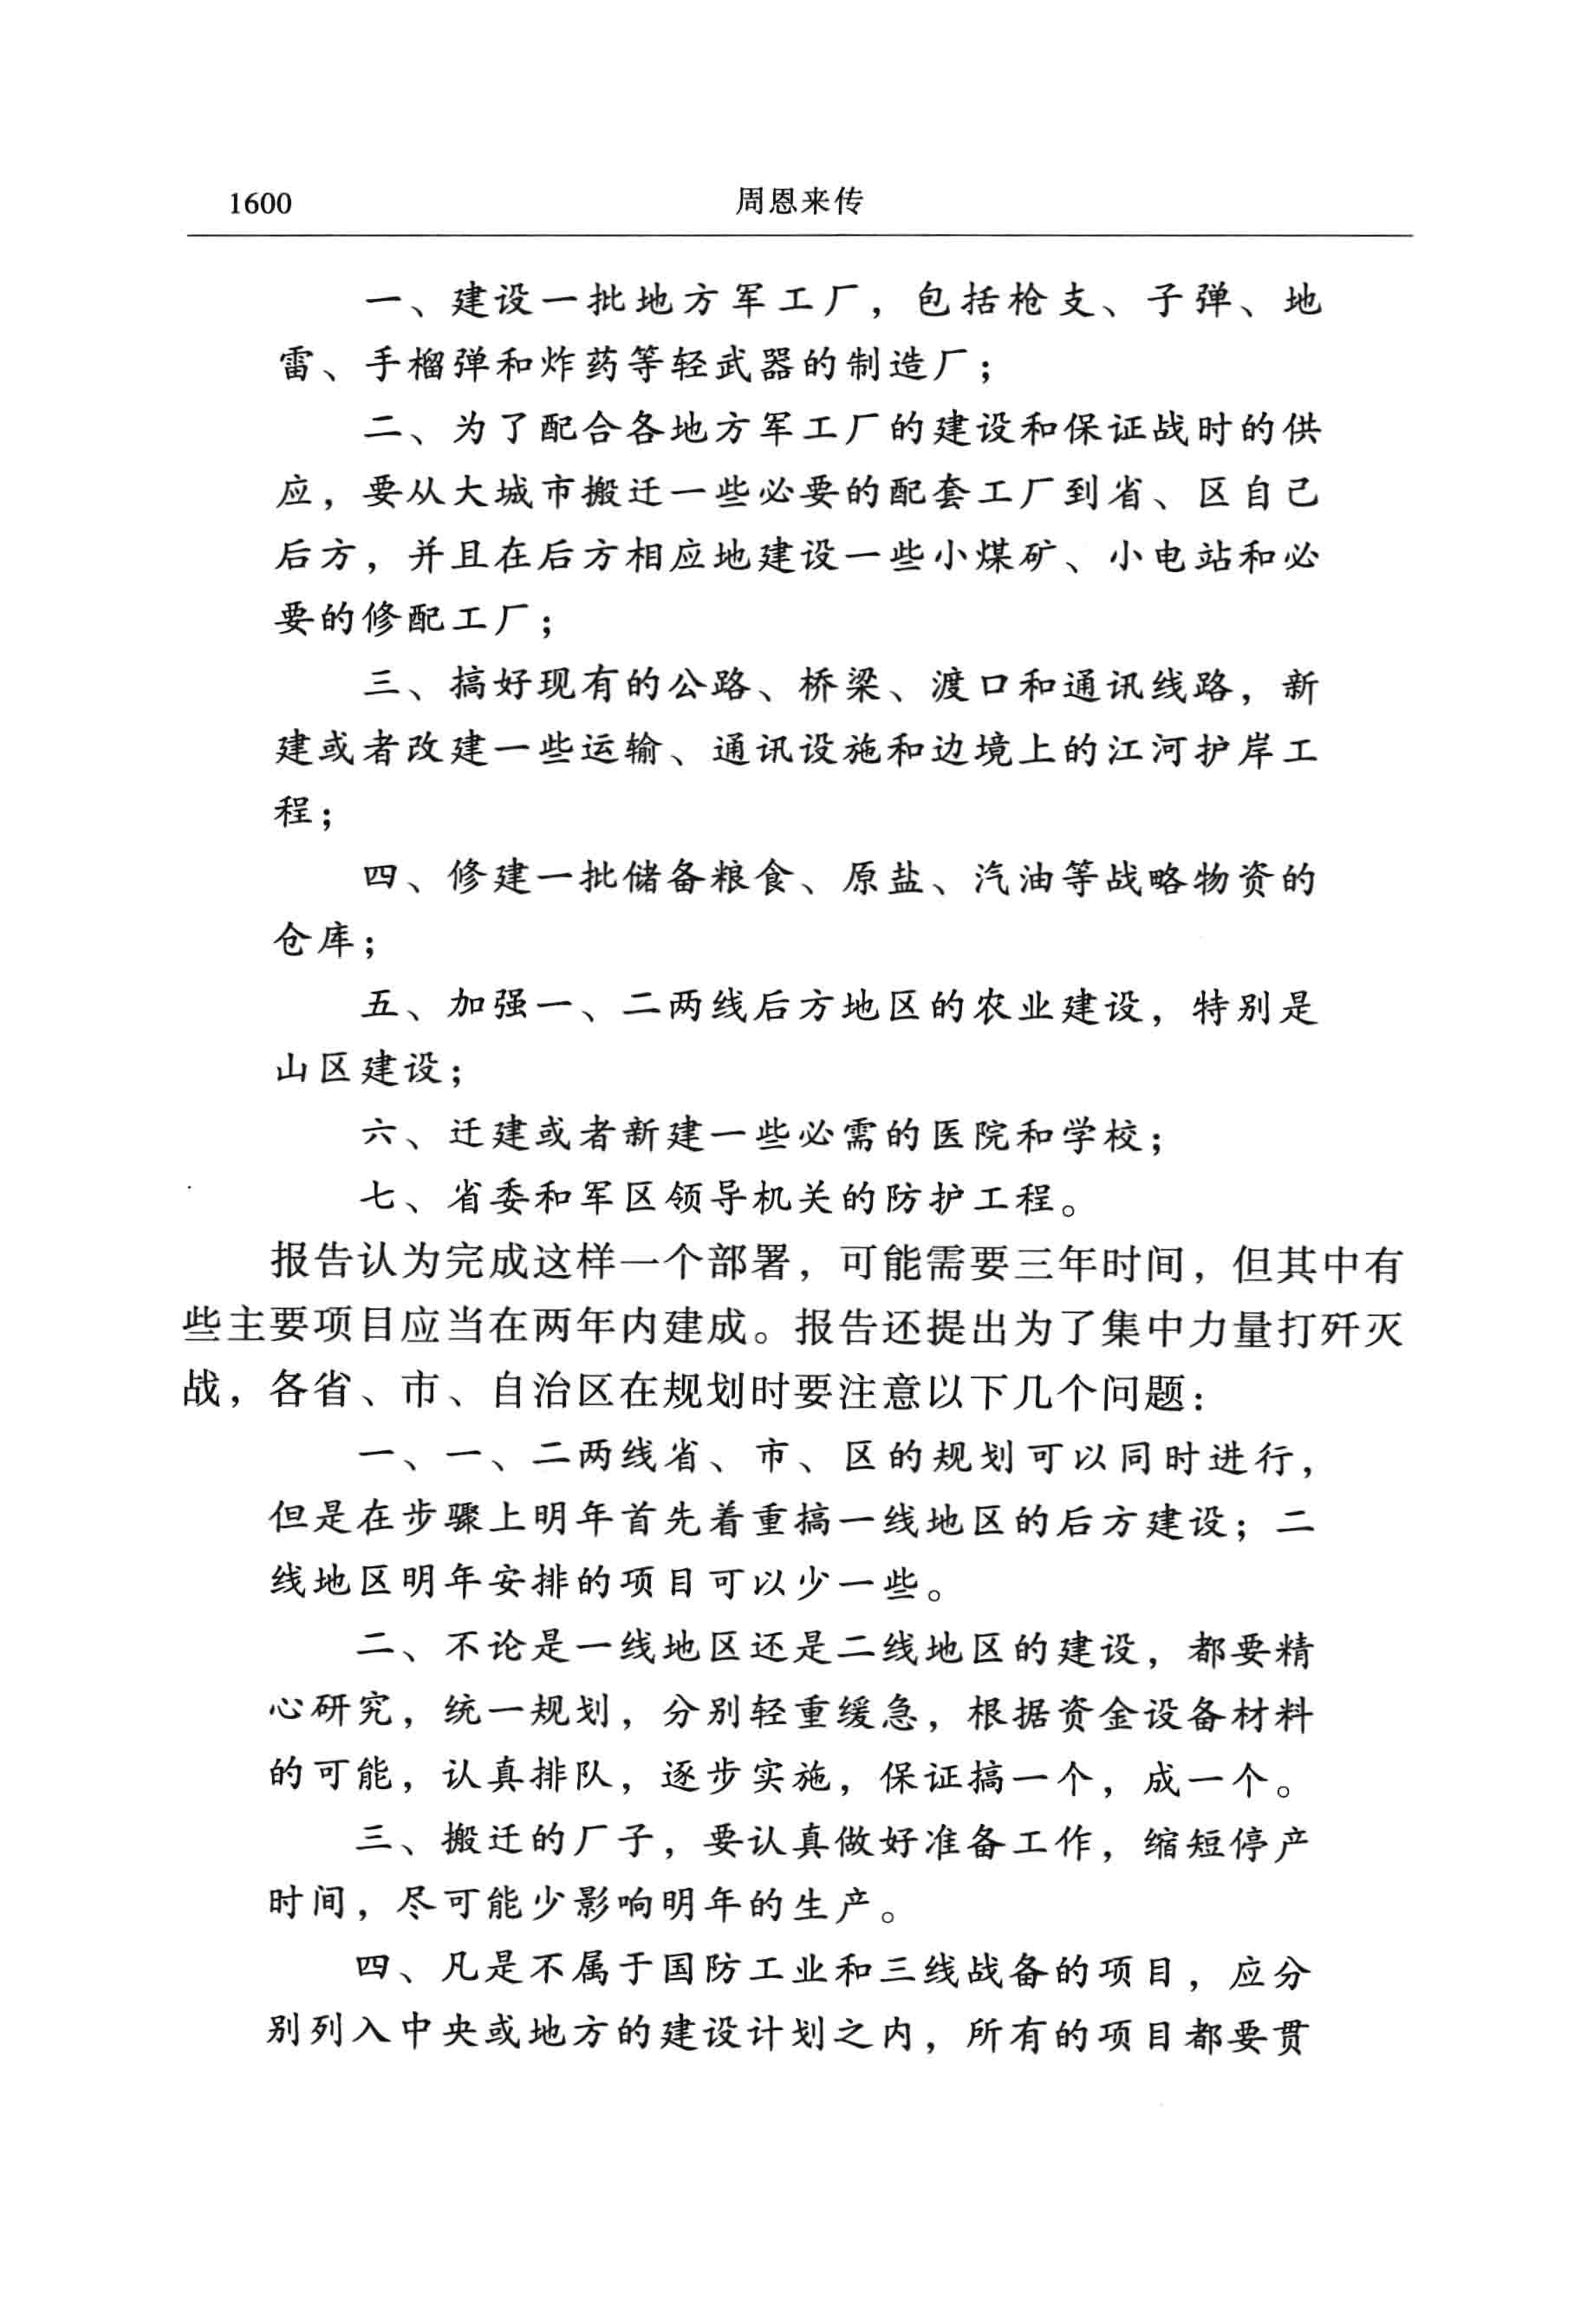 1600
周恩来传
一、建设一批地方军工厂，包括枪支、子弹、地
雷、手榴弹和炸药等轻武器的制造厂；
二、为了配合各地方军工厂的建设和保证战时的供
应，要从大城市搬迁一些必要的配套工厂到省、区自己
后方，并且在后方相应地建设一些小煤矿、小电站和必
要的修配工厂；
三、搞好现有的公路、桥梁、渡口和通讯线路，新
建或者改建一些运输、通讯设施和边境上的江河护岸工
程；
四、修建一批储备粮食、原盐、汽油等战略物资的
仓库；
五、加强一、二两线后方地区的农业建设，特别是
山区建设；
六、迁建或者新建一些必需的医院和学校；
七、省委和军区领导机关的防护工程。
报告认为完成这样一个部署，可能需要三年时间，但其中有
些主要项目应当在两年内建成。报告还提出为了集中力量打歼灭
战，各省、市、自治区在规划时要注意以下几个问题：
一、一、二两线省、市、区的规划可以同时进行，
但是在步骤上明年首先着重搞一线地区的后方建设；二
线地区明年安排的项目可以少一些。
二、不论是一线地区还是二线地区的建设，都要精
心研究，统一规划，分别轻重缓急，根据资金设备材料
的可能，认真排队，逐步实施，保证搞一个，成一个。
三、搬迁的厂子，要认真做好准备工作，缩短停产
时间，尽可能少影响明年的生产。
四、凡是不属于国防工业和三线战备的项目，应分
别列入中央或地方的建设计划之内，所有的项目都要贯